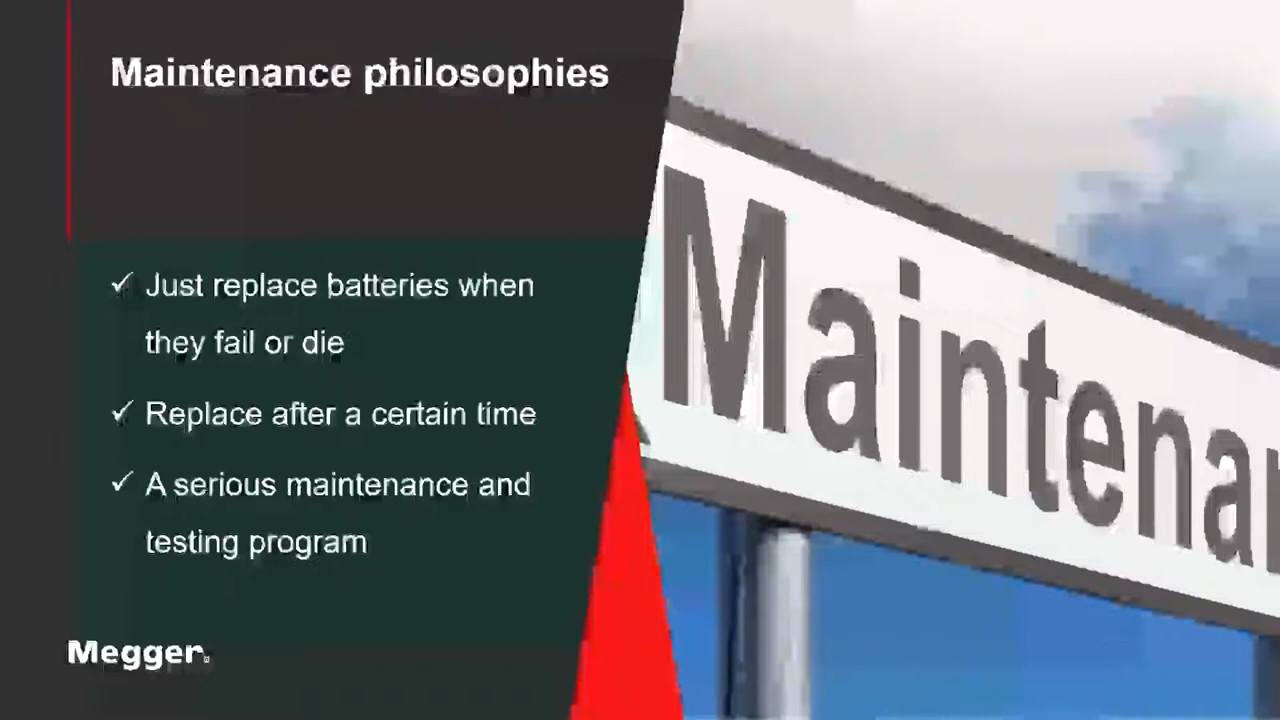 Maintenance philosophies
✓ Just replace batteries when
they fail or die
✓ Replace after a certain time
✓ A serious maintenance and
testing program
Megger
Maintenan